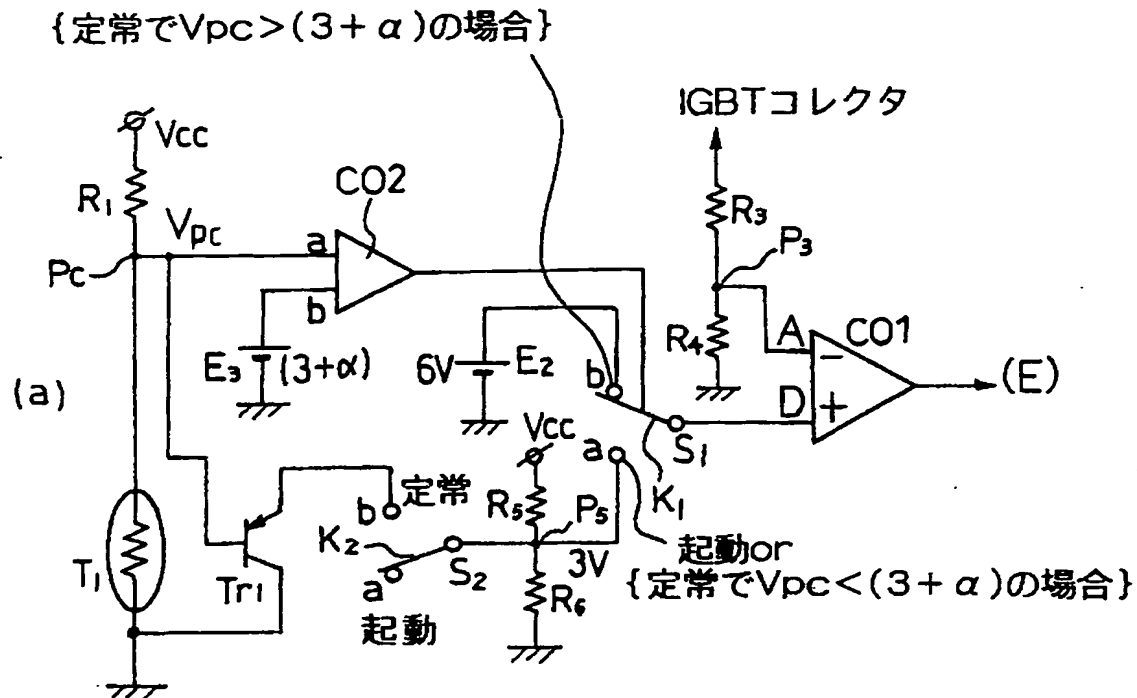 {定常でVpc>(3+α)の場合}
IGBTコレクタ
Vcc
R1
CO2
Vpc
R3
a
P3
Pc
b
R4
A
CO1
E3
(3+α)
6V
E2
(a)
b
−
(E)
D
+
Vcc
S1
a
定常
b
R5
P5
K1
K2
起動or
T1
Tr1
S2
3V
a
R6
{定常でVpc<(3+α)の場合}
起動